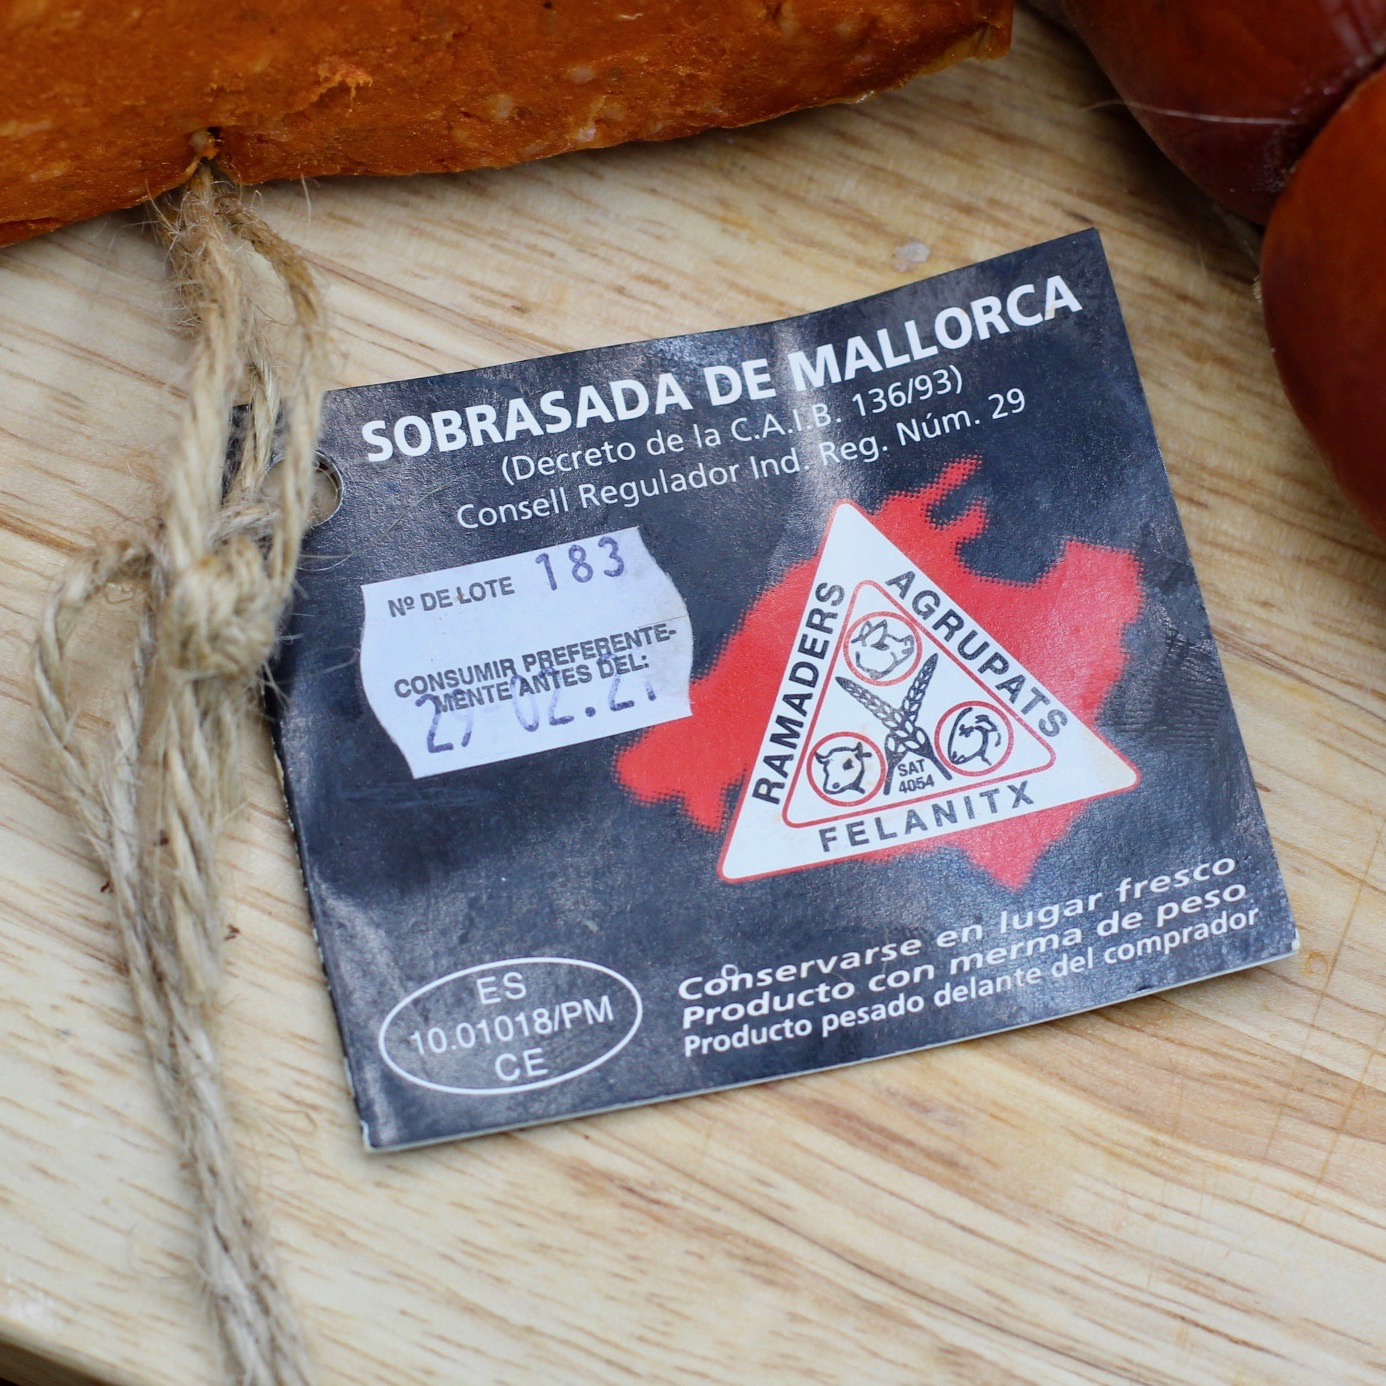 SOBRASADA DE MALLORCA
(Decreto de la C.A.I.B. 136/93)
Consell Regulador Ind. Reg. Núm. 29
Nº DE LOTE 183
CONSUMIR PREFERENTE-
MENTE ANTES DEL:
RAMADERS
AGRUPATS
SAT
4054
FELANITX
ES
10.01018/PM
CE
Conservarse en lugar fresco
Producto con merma de peso
Producto pesado delante del comprador